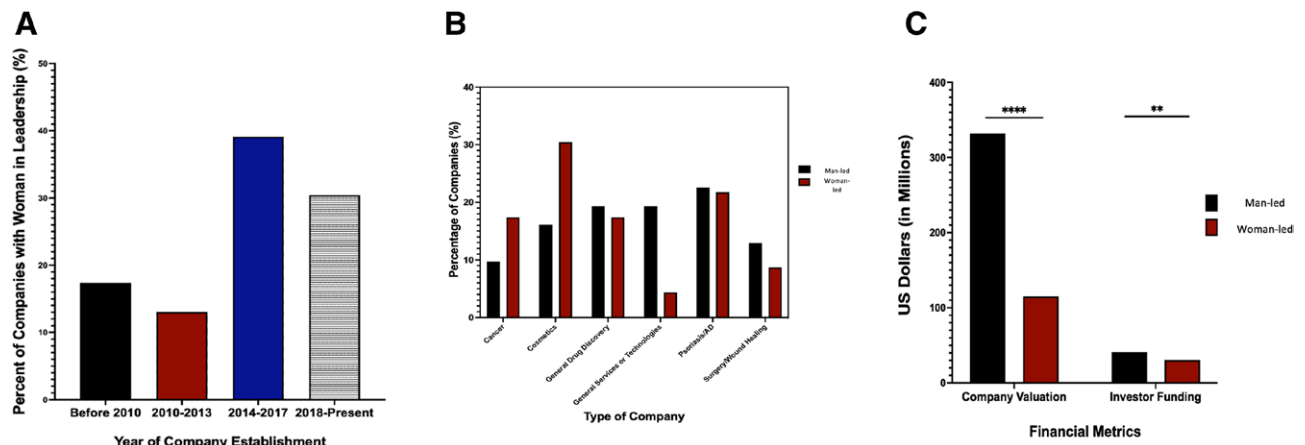 A
Percent of Companies with Woman in Leadership (%)
50
40
30
20
10
0
Before 2010
2010-2013
2014-2017
2018-Present
Year of Company Establishment
B
Percentage of Companies (%)
40
30
20
10
0
Cancer
Cosmetics
General Drug Discovery
General Services or Technologies
Psoriasis/AD
Surgery/Wound Healing
Type of Company
Man-led
Woman-
led
C
US Dollars (in Millions)
400
300
200
100
0
****
**
Company Valuation
Investor Funding
Financial Metrics
Man-led
Woman-led